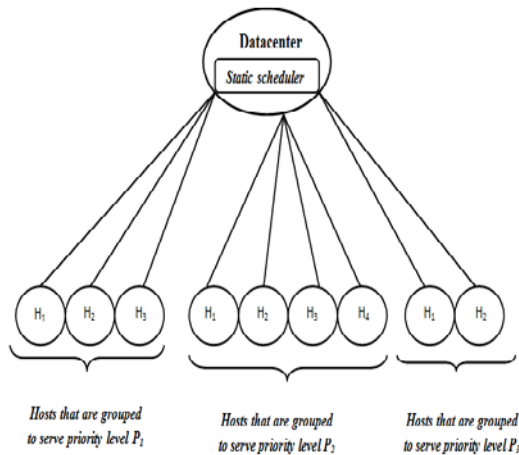 Datacenter
Static scheduler
H₁ H₂ H₃ H₁ H₂ H₃ H₄ H₁ H₂
Hosts that are grouped
to serve priority level P₁
Hosts that are grouped
to serve priority level P₂
Hosts that are grouped
to serve priority level P₃